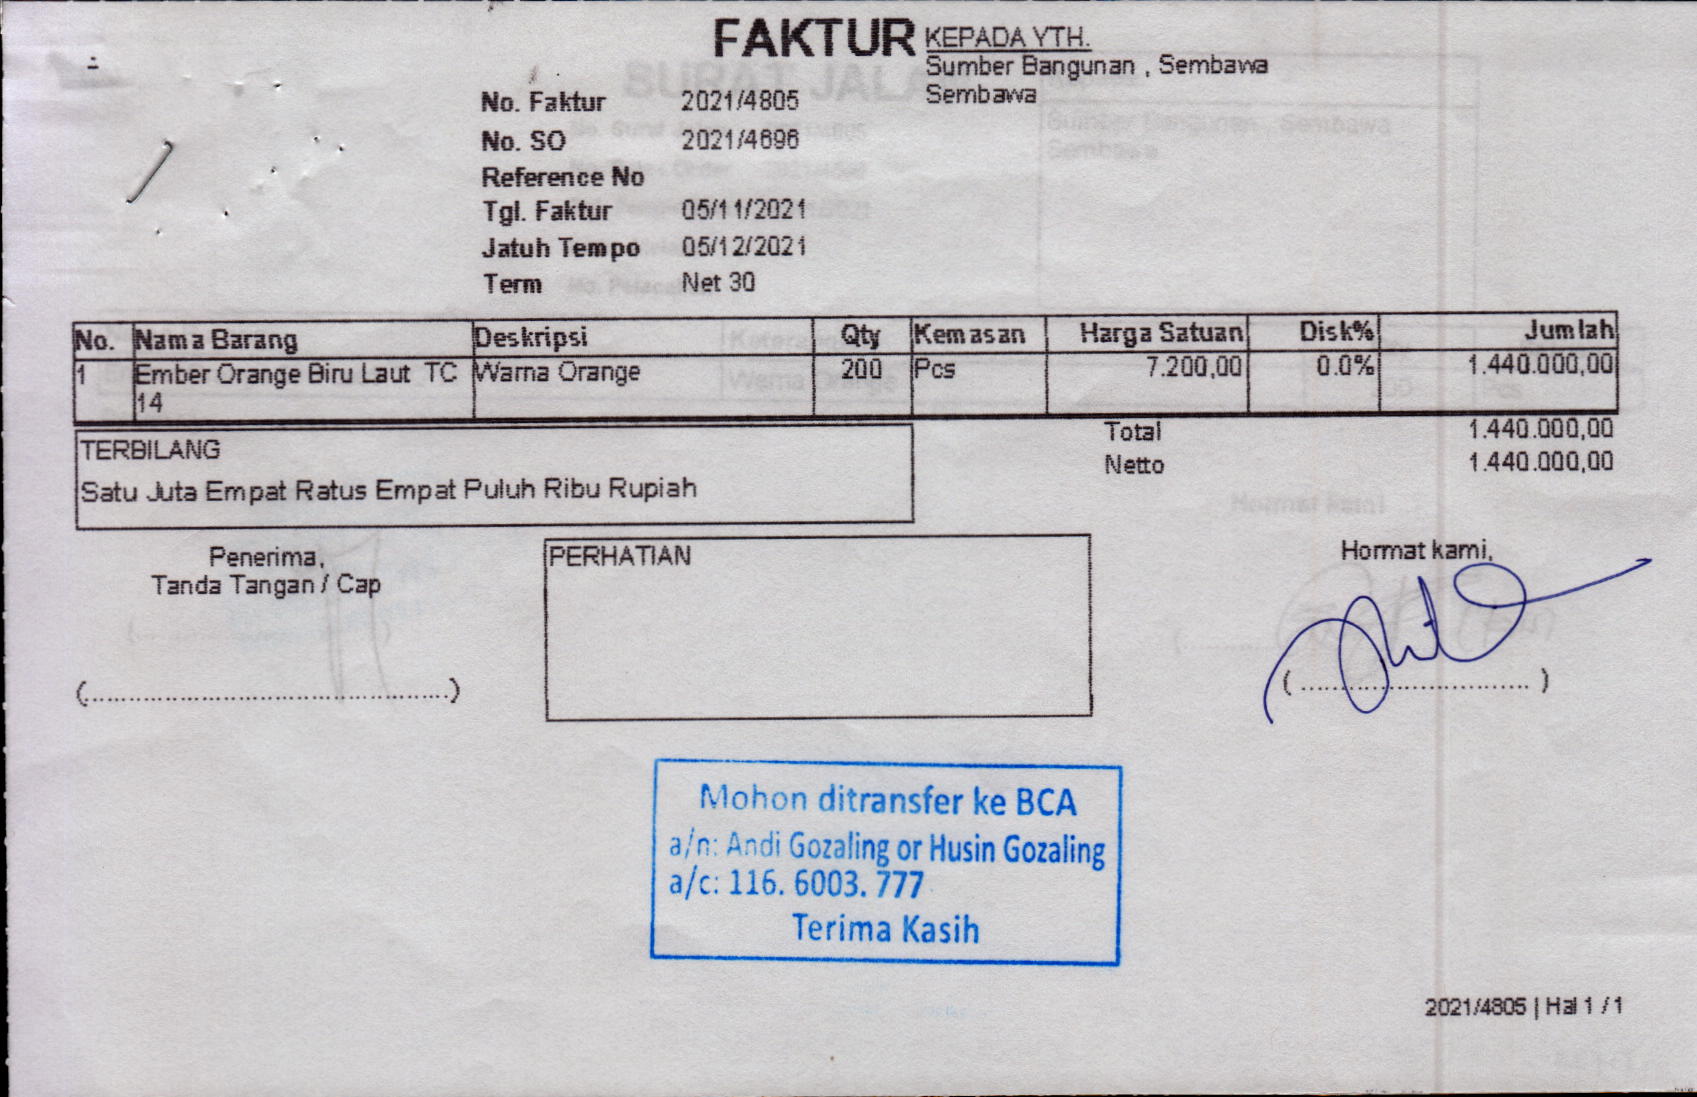 FAKTUR
KEPADA YTH.
Sumber Bangunan , Sembawa
Sembawa
No. Faktur 2021/4805
No. SO 2021/4696
Reference No
Tgl. Faktur 05/11/2021
Jatuh Tempo 05/12/2021
Term Net 30
No. Nama Barang Deskripsi Qty Kemasan Harga Satuan Disk% Jumlah
1 Ember Orange Biru Laut TC Warna Orange 200 Pcs 7.200,00 0.0% 1.440.000,00
14
Total 1.440.000,00
Netto 1.440.000,00
TERBILANG
Satu Juta Empat Ratus Empat Puluh Ribu Rupiah
Penerima,
Tanda Tangan / Cap
(...............................................)
PERHATIAN
Hormat kami,
(............................. )
Mohon ditransfer ke BCA
a/n: Andi Gozaling or Husin Gozaling
a/c: 116. 6003. 777
Terima Kasih
2021/4805 | Hal 1 / 1